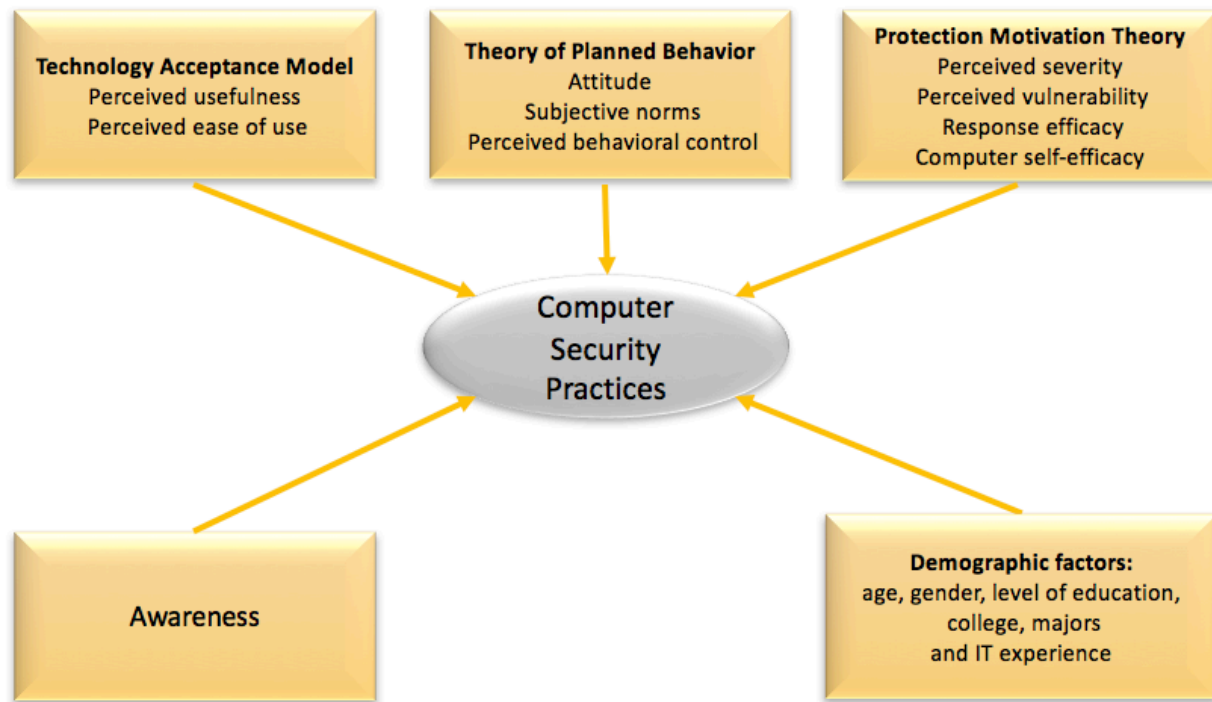 Technology Acceptance Model
Perceived usefulness
Perceived ease of use
Theory of Planned Behavior
Attitude
Subjective norms
Perceived behavioral control
Protection Motivation Theory
Perceived severity
Perceived vulnerability
Response efficacy
Computer self-efficacy
Computer
Security
Practices
Awareness
Demographic factors:
age, gender, level of education,
college, majors
and IT experience